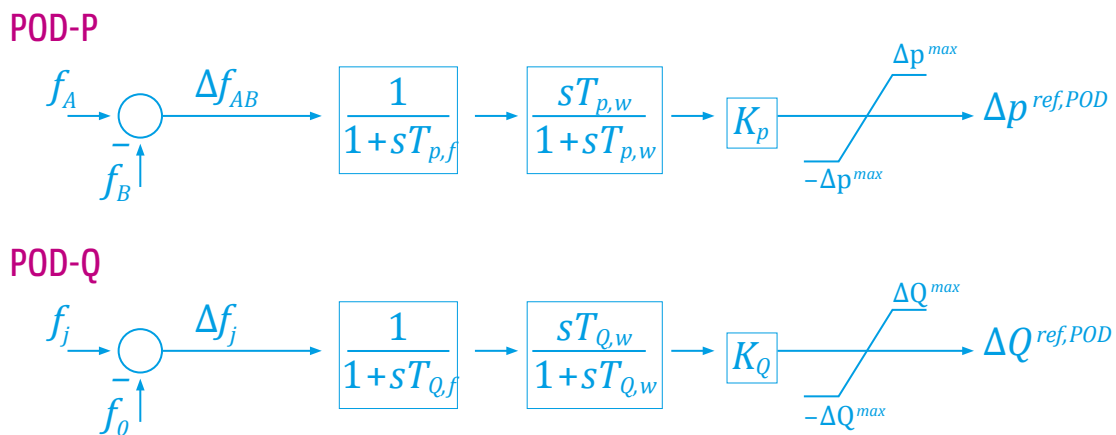 POD-P
f_A
Δf_AB
1
1+sT_p,f
sT_p,w
1+sT_p,w
K_p
Δp^max
−Δp^max
Δp^ref,POD
−
f_B
POD-Q
f_j
Δf_j
1
1+sT_Q,f
sT_Q,w
1+sT_Q,w
K_Q
ΔQ^max
−ΔQ^max
ΔQ^ref,POD
−
f_0